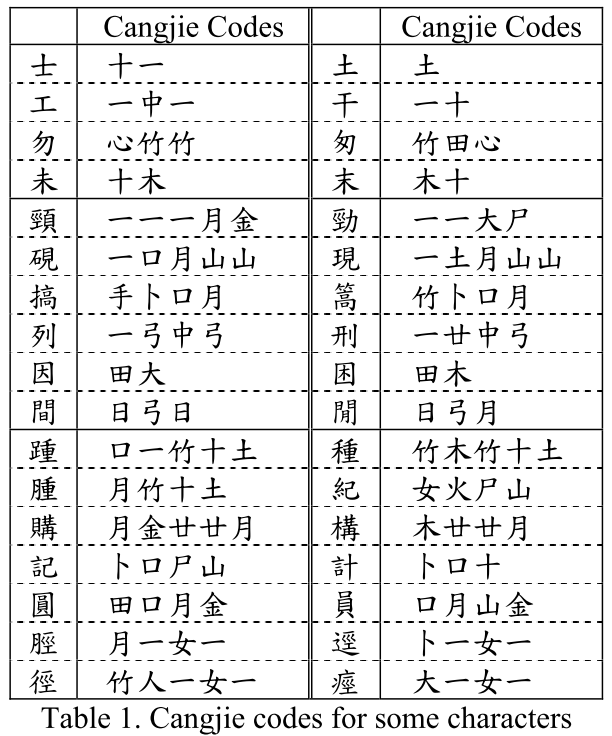 Cangjie Codes Cangjie Codes
士 十一 土 土
工 一中一 干 一十
勿 心竹竹 匆 竹田心
未 十木 末 木十
頸 一一一月金 勁 一一大尸
硯 一口月山山 現 一土月山山
搞 手卜口月 篙 竹卜口月
列 一弓中弓 刑 一廿中弓
因 田大 困 田木
間 日弓日 閒 日弓月
踵 口一竹十土 種 竹木竹十土
腫 月竹十土 紀 女火尸山
購 月金廿廿月 構 木廿廿月
記 卜口尸山 計 卜口十
圓 田口月金 員 口月山金
脛 月一女一 逕 卜一女一
徑 竹人一女一 痙 大一女一
Table 1. Cangjie codes for some characters